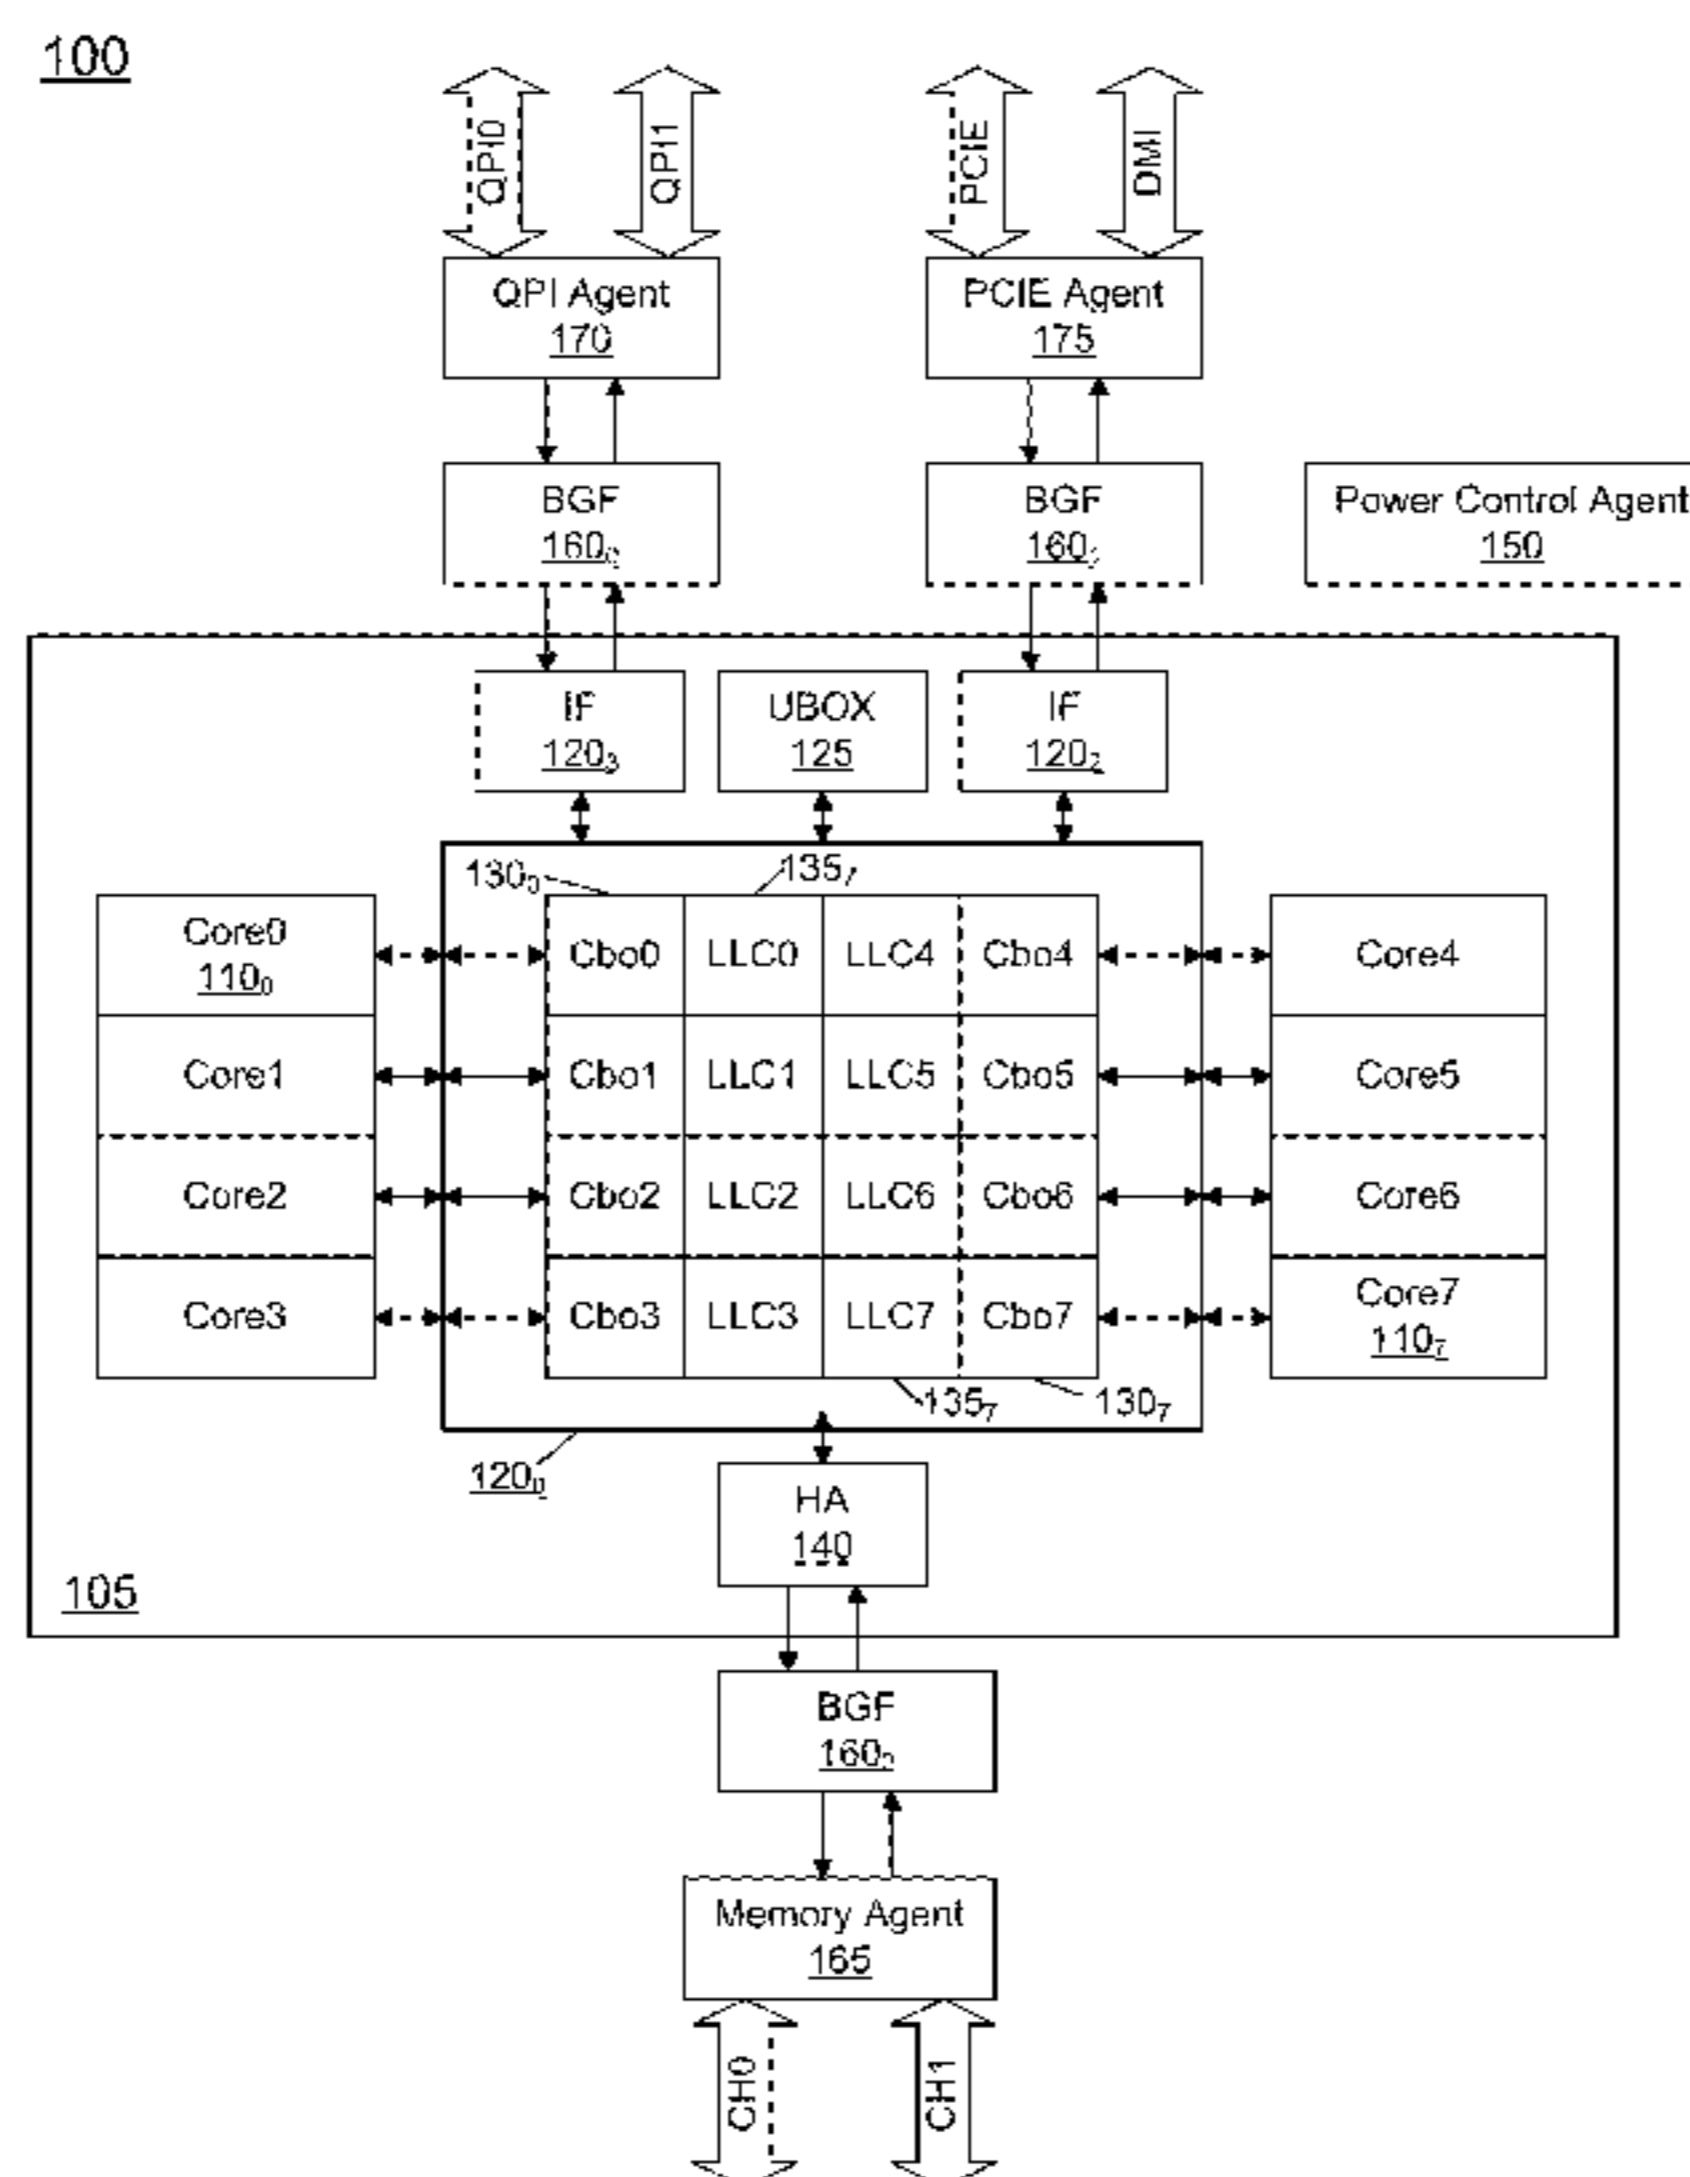 100
QPI0
QPI1
PCIE
DMI
QPI Agent
170
PCIE Agent
175
BGF
160
BGF
160
Power Control Agent
150
IF
120₃
UBOX
125
IF
120₂
130₀
135₇
Core0
110₀
Cbo0 LLC0 LLC4 Cbo4
Core4
Core1
Cbo1 LLC1 LLC5 Cbo5
Core5
Core2
Cbo2 LLC2 LLC6 Cbo6
Core6
Core3
Cbo3 LLC3 LLC7 Cbo7
Core7
110₇
135₇
130₇
120₀
HA
140
105
BGF
160
Memory Agent
165
CH0
CH1